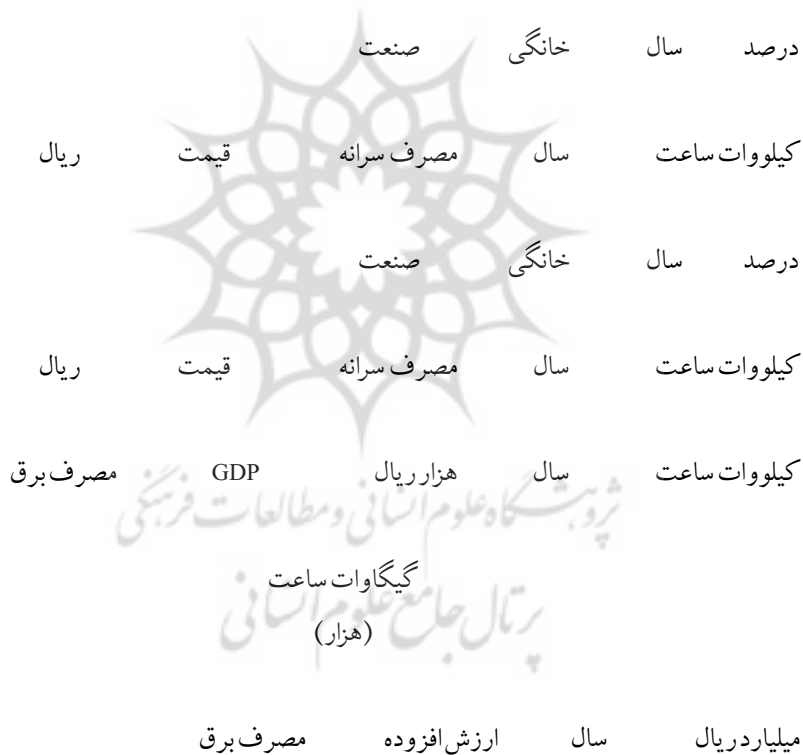 درصد سال خانگی صنعت
کیلووات ساعت سال مصرف سرانه قیمت ریال
درصد سال خانگی صنعت
کیلووات ساعت سال مصرف سرانه قیمت ریال
کیلووات ساعت سال هزار ریال GDP مصرف برق
پژوهشگاه علوم انسانی و مطالعات فرهنگی
گیگاوات ساعت
پرتال جامع علوم انسانی
(هزار)
میلیارد ریال سال ارزش افزوده مصرف برق